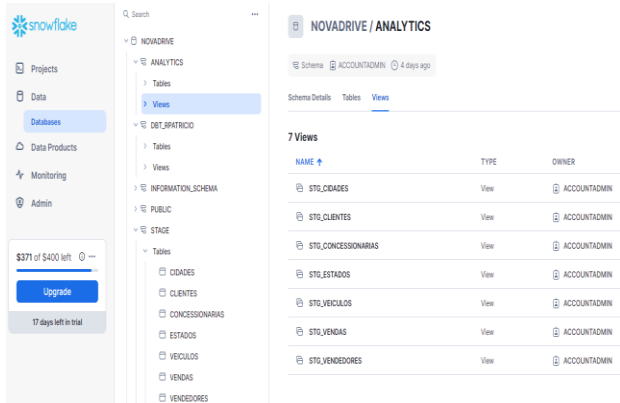 snowflake
Projects
Data
Databases
Data Products
Monitoring
Admin
$371 of $400 left
Upgrade
17 days left in trial
Search
NOVADRIVE
ANALYTICS
Tables
Views
DBT_RPATRICIO
Tables
Views
INFORMATION_SCHEMA
PUBLIC
STAGE
Tables
CIDADES
CLIENTES
CONCESSIONARIAS
ESTADOS
VEICULOS
VENDAS
VENDEDORES
NOVADRIVE / ANALYTICS
Schema ACCOUNTADMIN 4 days ago
Schema Details Tables Views
7 Views
NAME ↑ TYPE OWNER
STG_CIDADES View ACCOUNTADMIN
STG_CLIENTES View ACCOUNTADMIN
STG_CONCESSIONARIAS View ACCOUNTADMIN
STG_ESTADOS View ACCOUNTADMIN
STG_VEICULOS View ACCOUNTADMIN
STG_VENDAS View ACCOUNTADMIN
STG_VENDEDORES View ACCOUNTADMIN